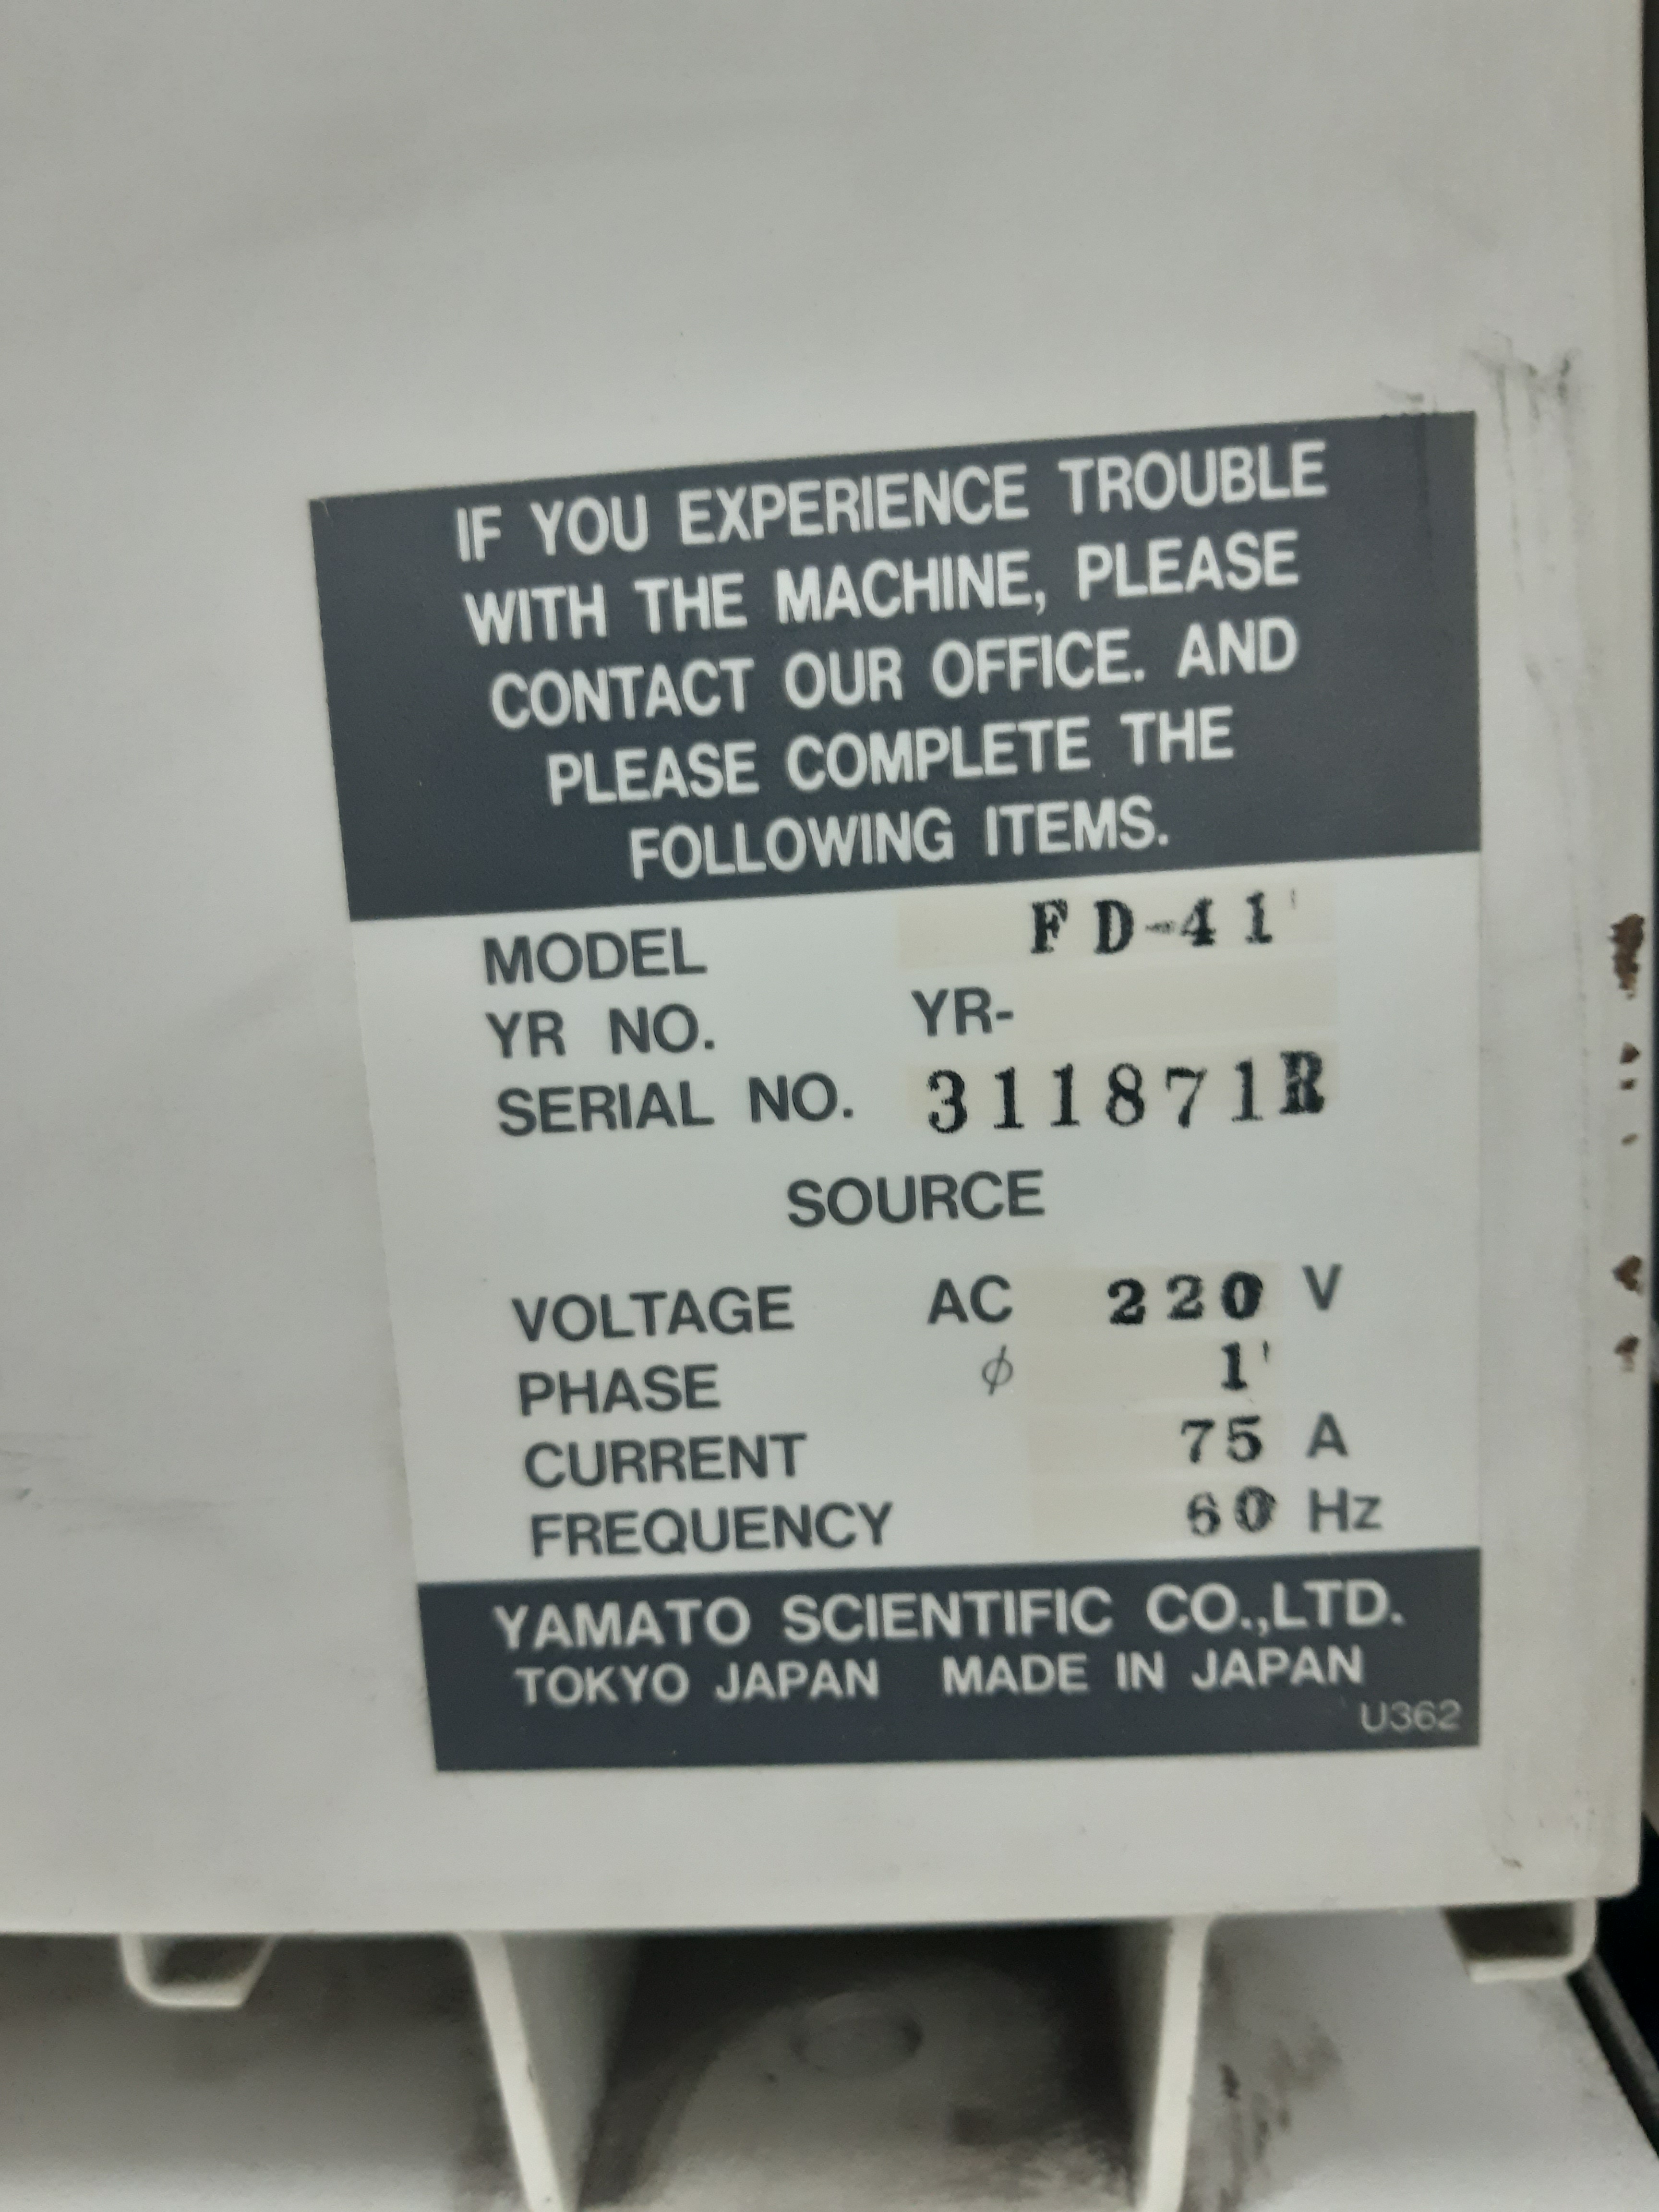 IF YOU EXPERIENCE TROUBLE
WITH THE MACHINE, PLEASE
CONTACT OUR OFFICE. AND
PLEASE COMPLETE THE
FOLLOWING ITEMS.
MODEL FD-41
YR NO. YR-
SERIAL NO. 311871R
SOURCE
VOLTAGE AC 220 V
PHASE ϕ 1
CURRENT 75 A
FREQUENCY 60 Hz
YAMATO SCIENTIFIC CO.,LTD.
TOKYO JAPAN MADE IN JAPAN
U362